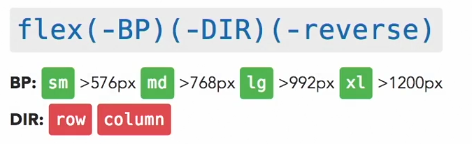 flex(-BP)(-DIR)(-reverse)
BP: sm >576px md >768px lg >992px xl >1200px
DIR: row column